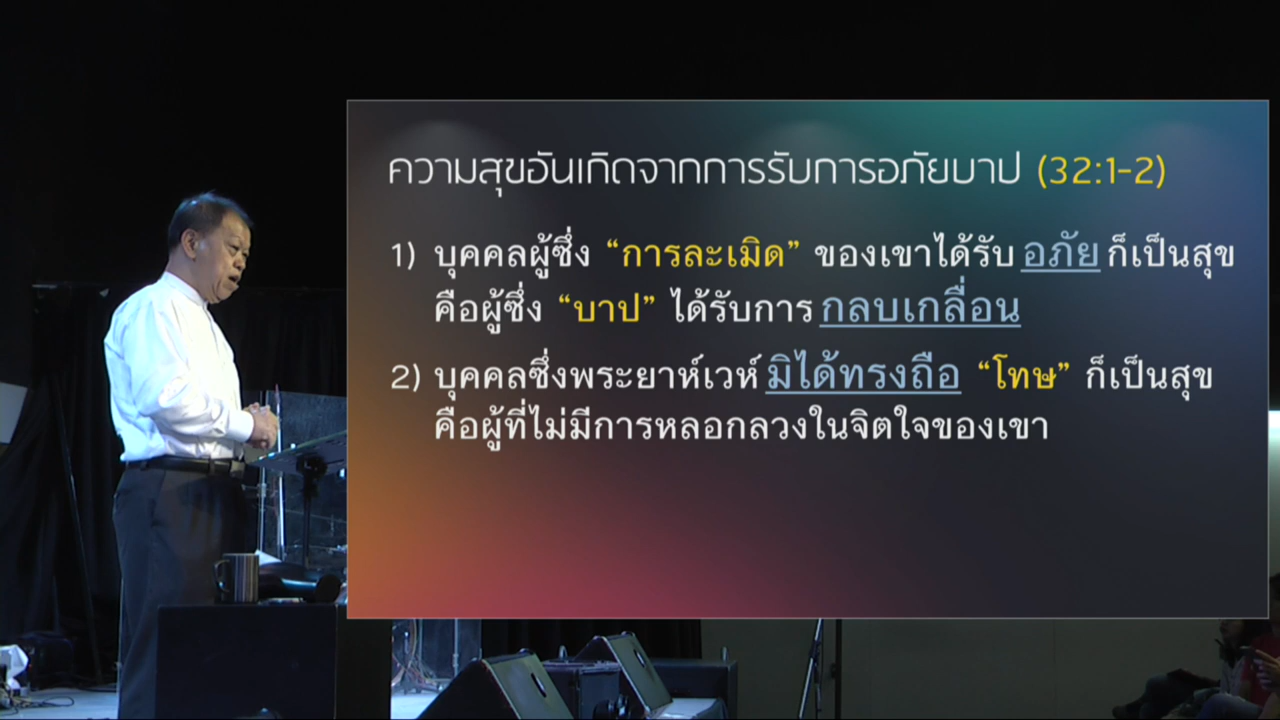 ความสุขอันเกิดจากการรับการอภัยบาป (32:1-2)
1) บุคคลผู้ซึ่ง “การละเมิด” ของเขาได้รับ อภัย ก็เป็นสุข
คือผู้ซึ่ง “บาป” ได้รับการ กลบเกลื่อน
2) บุคคลซึ่งพระยาห์เวห์ มิได้ทรงถือ “โทษ” ก็เป็นสุข
คือผู้ที่ไม่มีการหลอกลวงในจิตใจของเขา